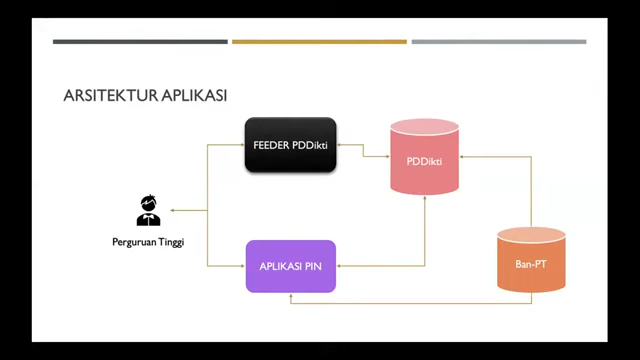 ARSITEKTUR APLIKASI
FEEDER PDDikti
PDDikti
Perguruan Tinggi
APLIKASI PIN
Ban-PT